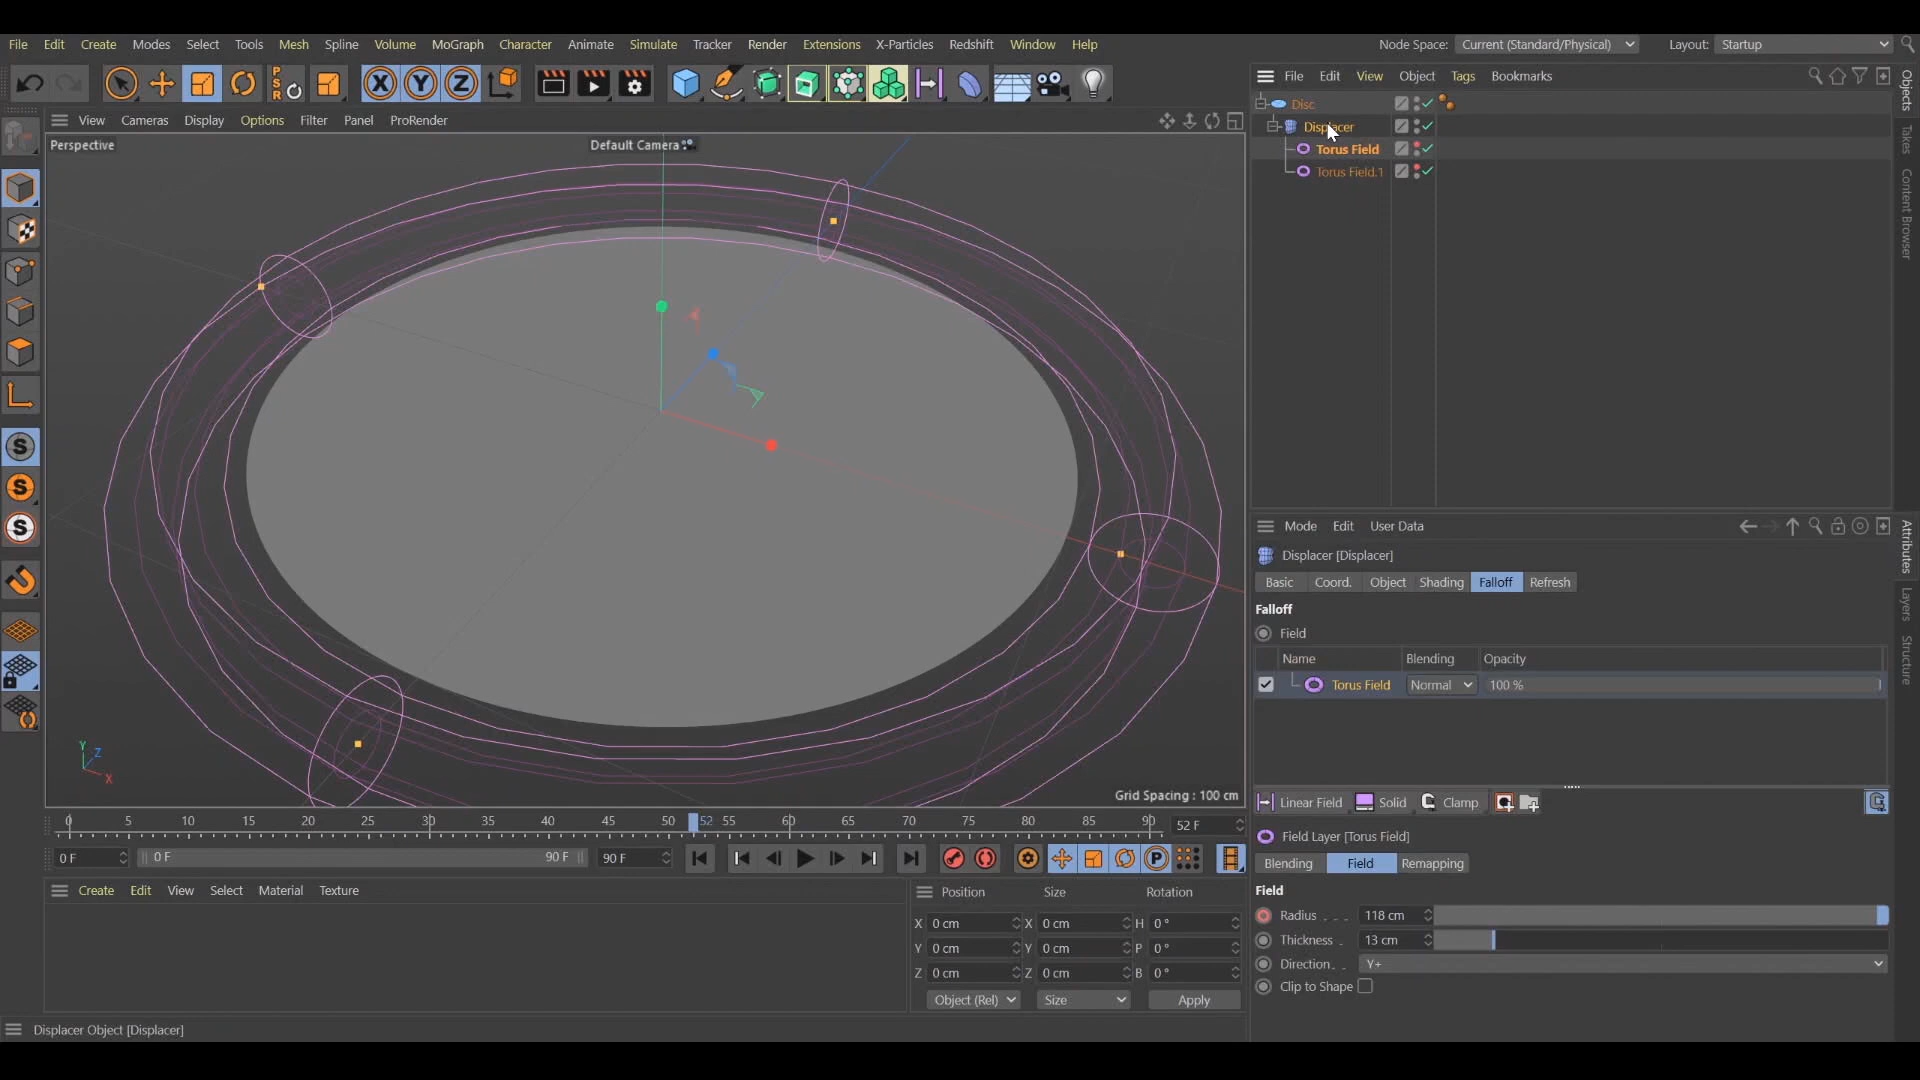 File Edit Create Modes Select Tools Mesh Spline Volume MoGraph Character Animate Simulate Tracker Render Extensions X-Particles Redshift Window Help Node Space: Current (Standard/Physical) Layout: Startup
P S R X Y Z
File Edit View Object Tags Bookmarks
Objects
Takes
Content Browser
Disc
Displacer
Torus Field
Torus Field.1
View Cameras Display Options Filter Panel ProRender
Perspective
Default Camera
S
S
S
Y Z X
Grid Spacing : 100 cm
Mode Edit User Data
Attributes
Layers
Structure
Displacer [Displacer]
Basic Coord. Object Shading Falloff Refresh
Falloff
Field
Name Blending Opacity
Torus Field Normal 100 %
Linear Field Solid Clamp
Field Layer [Torus Field]
Blending Field Remapping
Field
Radius . . . 118 cm
Thickness . 13 cm
Direction. . . Y+
Clip to Shape
0 5 10 15 20 25 30 35 40 45 50 52 55 60 65 70 75 80 85 90 52 F
0 F 0 F 90 F 90 F P
Create Edit View Select Material Texture
Position Size Rotation
X 0 cm X 0 cm H 0 °
Y 0 cm Y 0 cm P 0 °
Z 0 cm Z 0 cm B 0 °
Object (Rel) Size Apply
Displacer Object [Displacer]